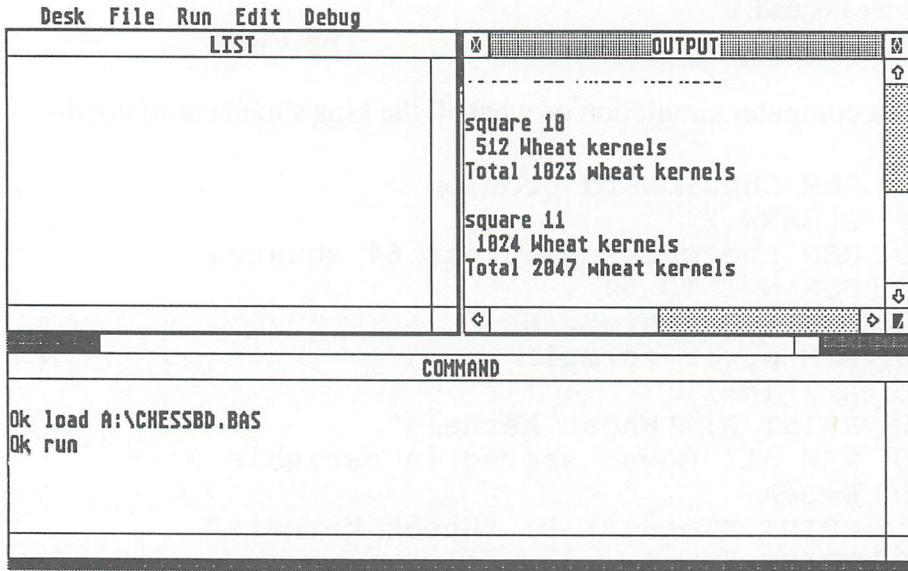 Desk File Run Edit Debug
LIST
OUTPUT
square 10
512 Wheat kernels
Total 1023 wheat kernels
square 11
1024 Wheat kernels
Total 2047 wheat kernels
COMMAND
Ok load A:\CHESSBD.BAS
Ok run